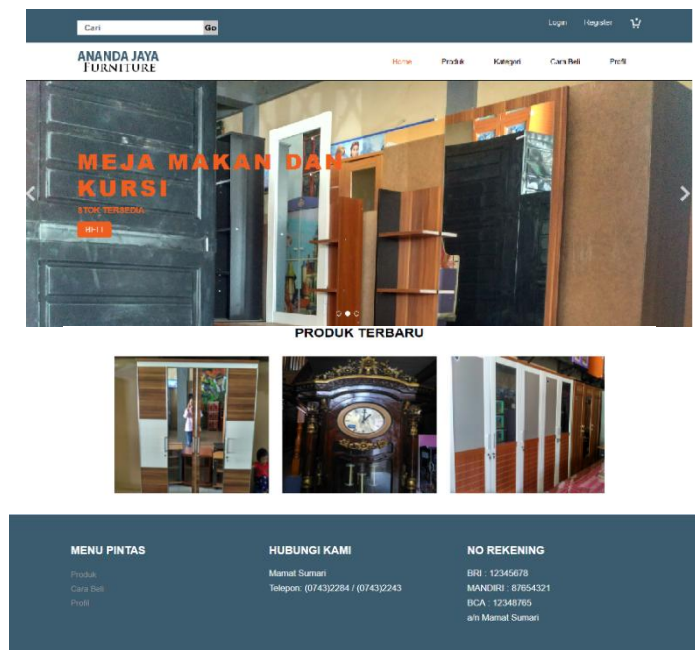 Cari Go Login Register
ANANDA JAYA
FURNITURE
Home Produk Kategori Cara Beli Profil
MEJA MAKAN DAN
KURSI
STOK TERSEDIA
BELI
PRODUK TERBARU
MENU PINTAS
Produk
Cara Beli
Profil
HUBUNGI KAMI
Mamat Sumari
Telepon: (0743)2284 / (0743)2243
NO REKENING
BRI : 12345678
MANDIRI : 87654321
BCA : 12348765
a/n Mamat Sumari